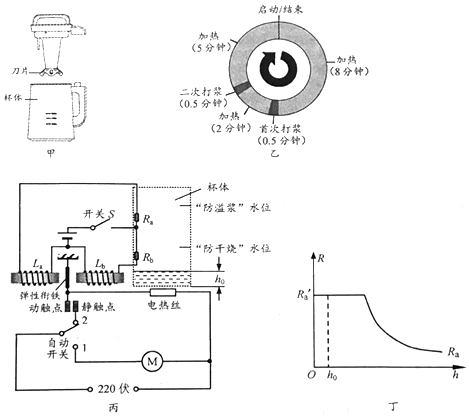 刀片
杯体
甲
启动/结束
加热
(5分钟)
加热
(8分钟)
二次打浆
(0.5分钟)
加热
(2分钟)
首次打浆
(0.5分钟)
乙
杯体
开关 S
Ra
"防溢浆"水位
Rb
"防干烧"水位
La
Lb
h0
弹性衔铁
动触点
静触点
电热丝
2
自动
开关
1
M
220伏
丙
R
Ra′
Ra
O
h0
h
丁